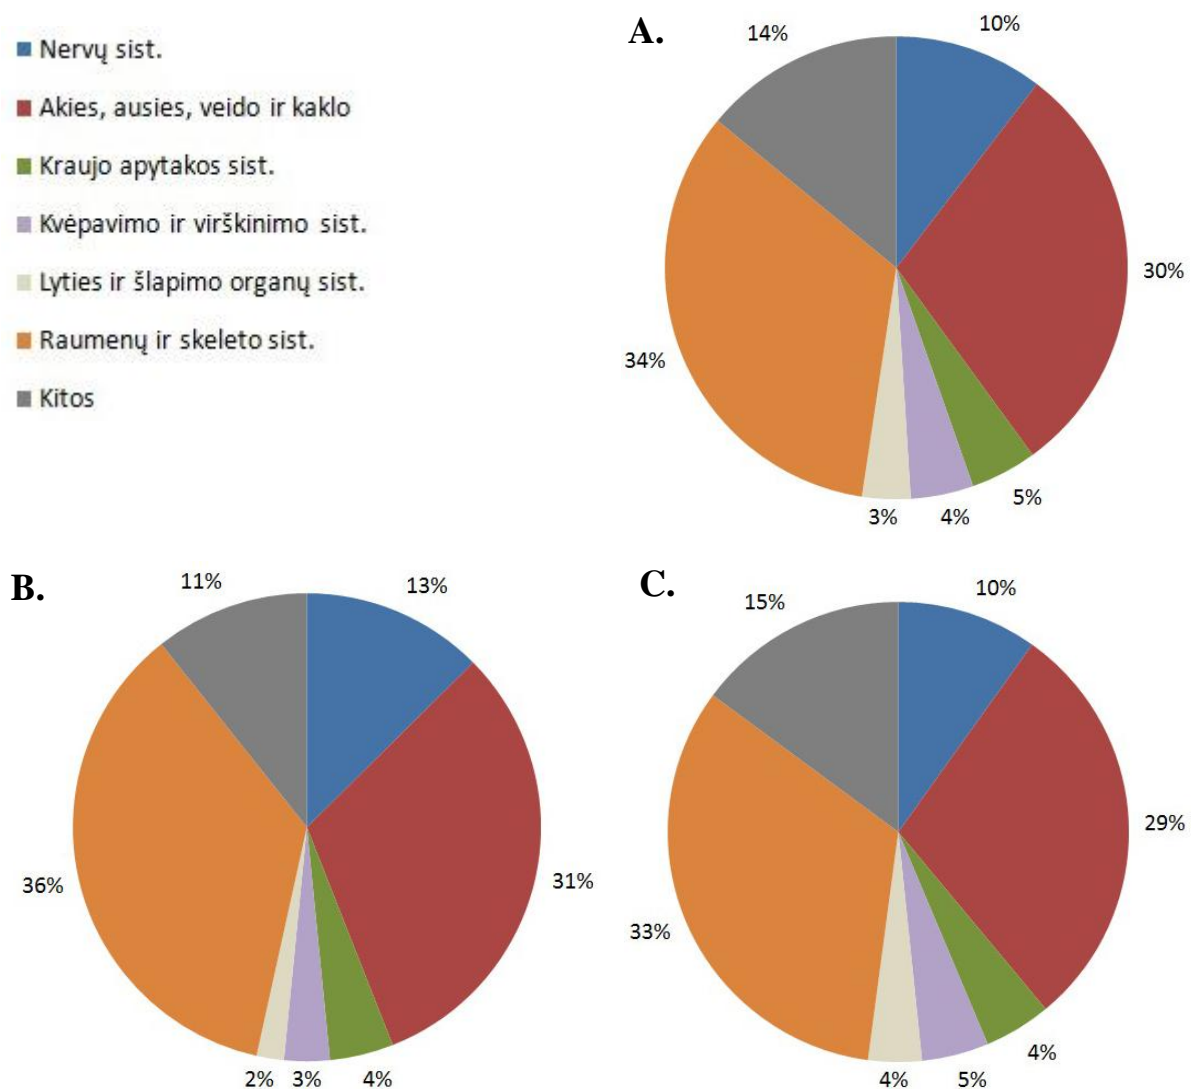 Nervų sist.
Akies, ausies, veido ir kaklo
Kraujo apytakos sist.
Kvėpavimo ir virškinimo sist.
Lyties ir šlapimo organų sist.
Raumenų ir skeleto sist.
Kitos
A.
14%
10%
30%
34%
5%
3%
4%
B.
11%
13%
36%
31%
2%
3%
4%
C.
15%
10%
29%
33%
4%
4%
5%